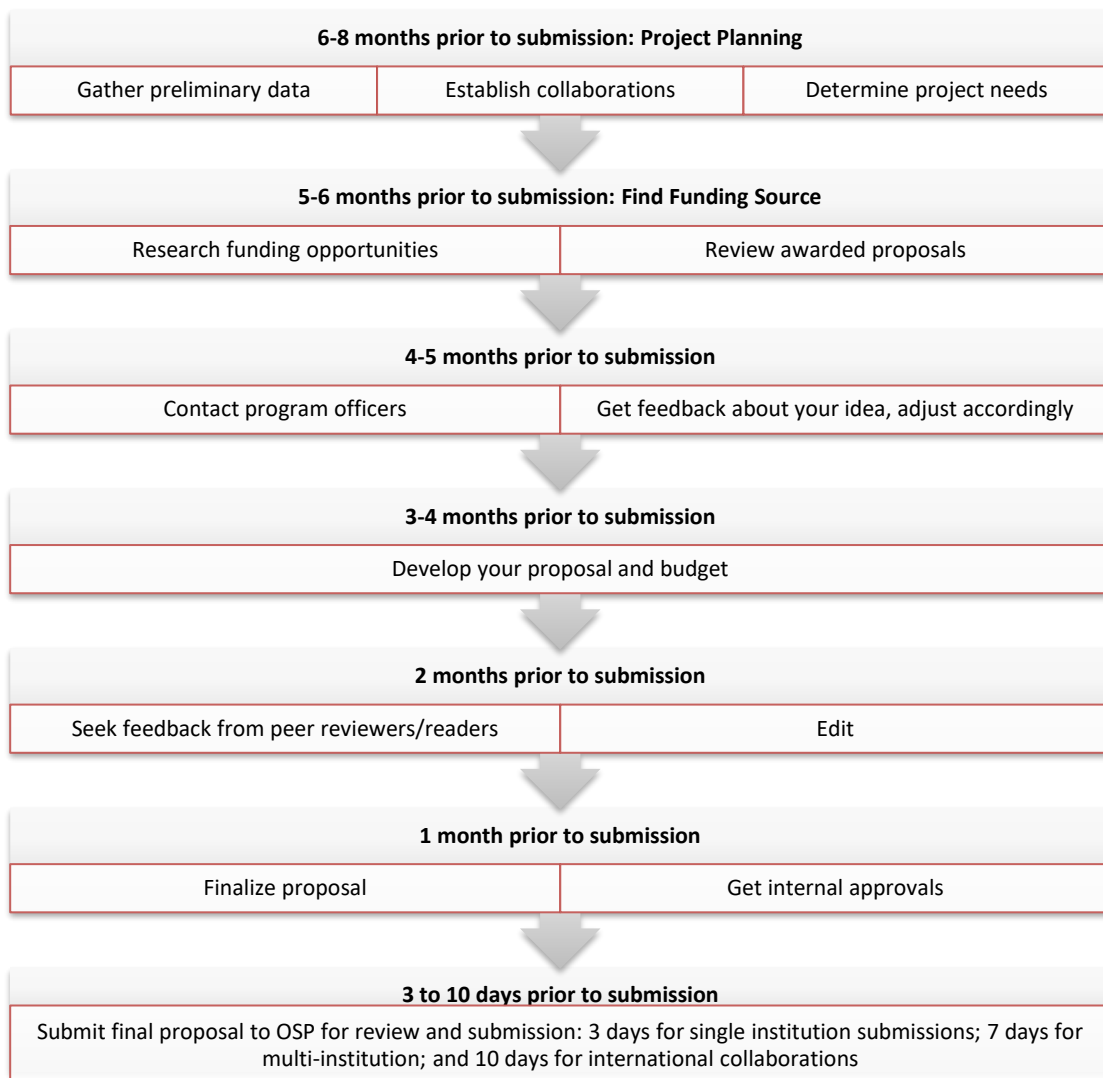 6-8 months prior to submission: Project Planning
Gather preliminary data
Establish collaborations
Determine project needs
5-6 months prior to submission: Find Funding Source
Research funding opportunities
Review awarded proposals
4-5 months prior to submission
Contact program officers
Get feedback about your idea, adjust accordingly
3-4 months prior to submission
Develop your proposal and budget
2 months prior to submission
Seek feedback from peer reviewers/readers
Edit
1 month prior to submission
Finalize proposal
Get internal approvals
3 to 10 days prior to submission
Submit final proposal to OSP for review and submission: 3 days for single institution submissions; 7 days for
multi-institution; and 10 days for international collaborations